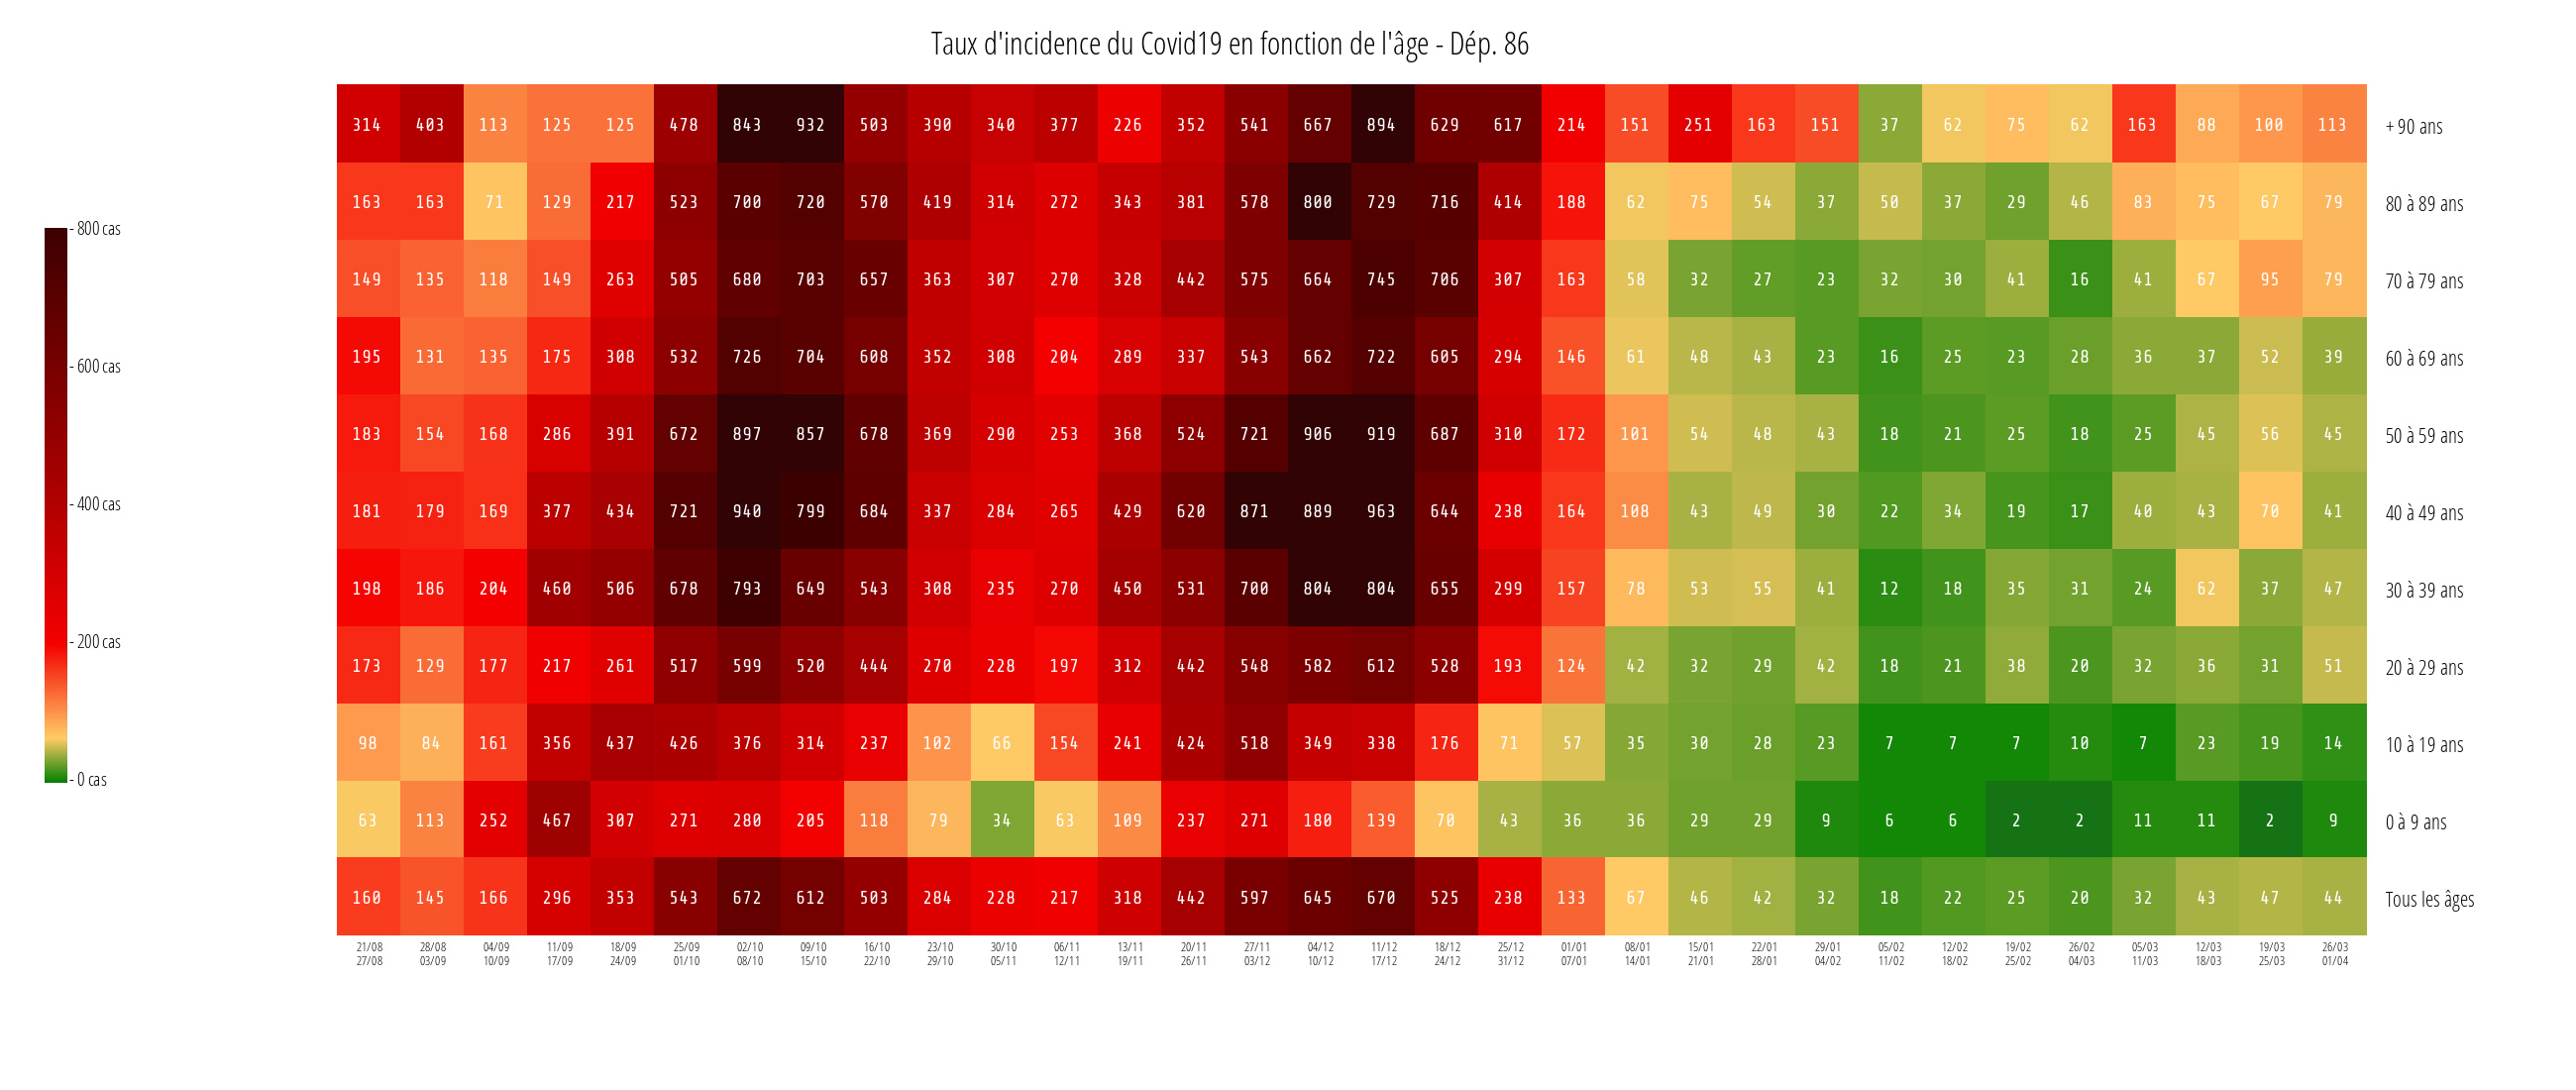 Taux d'incidence du Covid19 en fonction de l'âge - Dép. 86
- 800 cas
- 600 cas
- 400 cas
- 200 cas
- 0 cas
314 403 113 125 125 478 843 932 503 390 340 377 226 352 541 667 894 629 617 214 151 251 163 151 37 62 75 62 163 88 100 113 + 90 ans
163 163 71 129 217 523 700 720 570 419 314 272 343 381 578 800 729 716 414 188 62 75 54 37 50 37 29 46 83 75 67 79 80 à 89 ans
149 135 118 149 263 505 680 703 657 363 307 270 328 442 575 664 745 706 307 163 58 32 27 23 32 30 41 16 41 67 95 79 70 à 79 ans
195 131 135 175 308 532 726 704 608 352 308 204 289 337 543 662 722 605 294 146 61 48 43 23 16 25 23 28 36 37 52 39 60 à 69 ans
183 154 168 286 391 672 897 857 678 369 290 253 368 524 721 906 919 687 310 172 101 54 48 43 18 21 25 18 25 45 56 45 50 à 59 ans
181 179 169 377 434 721 940 799 684 337 284 265 429 620 871 889 963 644 238 164 108 43 49 30 22 34 19 17 40 43 70 41 40 à 49 ans
198 186 204 460 506 678 793 649 543 308 235 270 450 531 700 804 804 655 299 157 78 53 55 41 12 18 35 31 24 62 37 47 30 à 39 ans
173 129 177 217 261 517 599 520 444 270 228 197 312 442 548 582 612 528 193 124 42 32 29 42 18 21 38 20 32 36 31 51 20 à 29 ans
98 84 161 356 437 426 376 314 237 102 66 154 241 424 518 349 338 176 71 57 35 30 28 23 7 7 7 10 7 23 19 14 10 à 19 ans
63 113 252 467 307 271 280 205 118 79 34 63 109 237 271 180 139 70 43 36 36 29 29 9 6 6 2 2 11 11 2 9 0 à 9 ans
160 145 166 296 353 543 672 612 503 284 228 217 318 442 597 645 670 525 238 133 67 46 42 32 18 22 25 20 32 43 47 44 Tous les âges
21/08 28/08 04/09 11/09 18/09 25/09 02/10 09/10 16/10 23/10 30/10 06/11 13/11 20/11 27/11 04/12 11/12 18/12 25/12 01/01 08/01 15/01 22/01 29/01 05/02 12/02 19/02 26/02 05/03 12/03 19/03 26/03
27/08 03/09 10/09 17/09 24/09 01/10 08/10 15/10 22/10 29/10 05/11 12/11 19/11 26/11 03/12 10/12 17/12 24/12 31/12 07/01 14/01 21/01 28/01 04/02 11/02 18/02 25/02 04/03 11/03 18/03 25/03 01/04